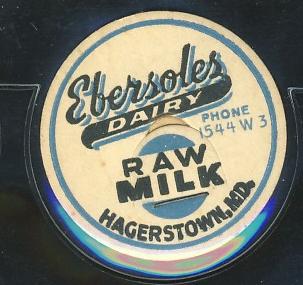 Ebersoles
DAIRY
PHONE
1544 W 3
RAW
MILK
HAGERSTOWN, MD.